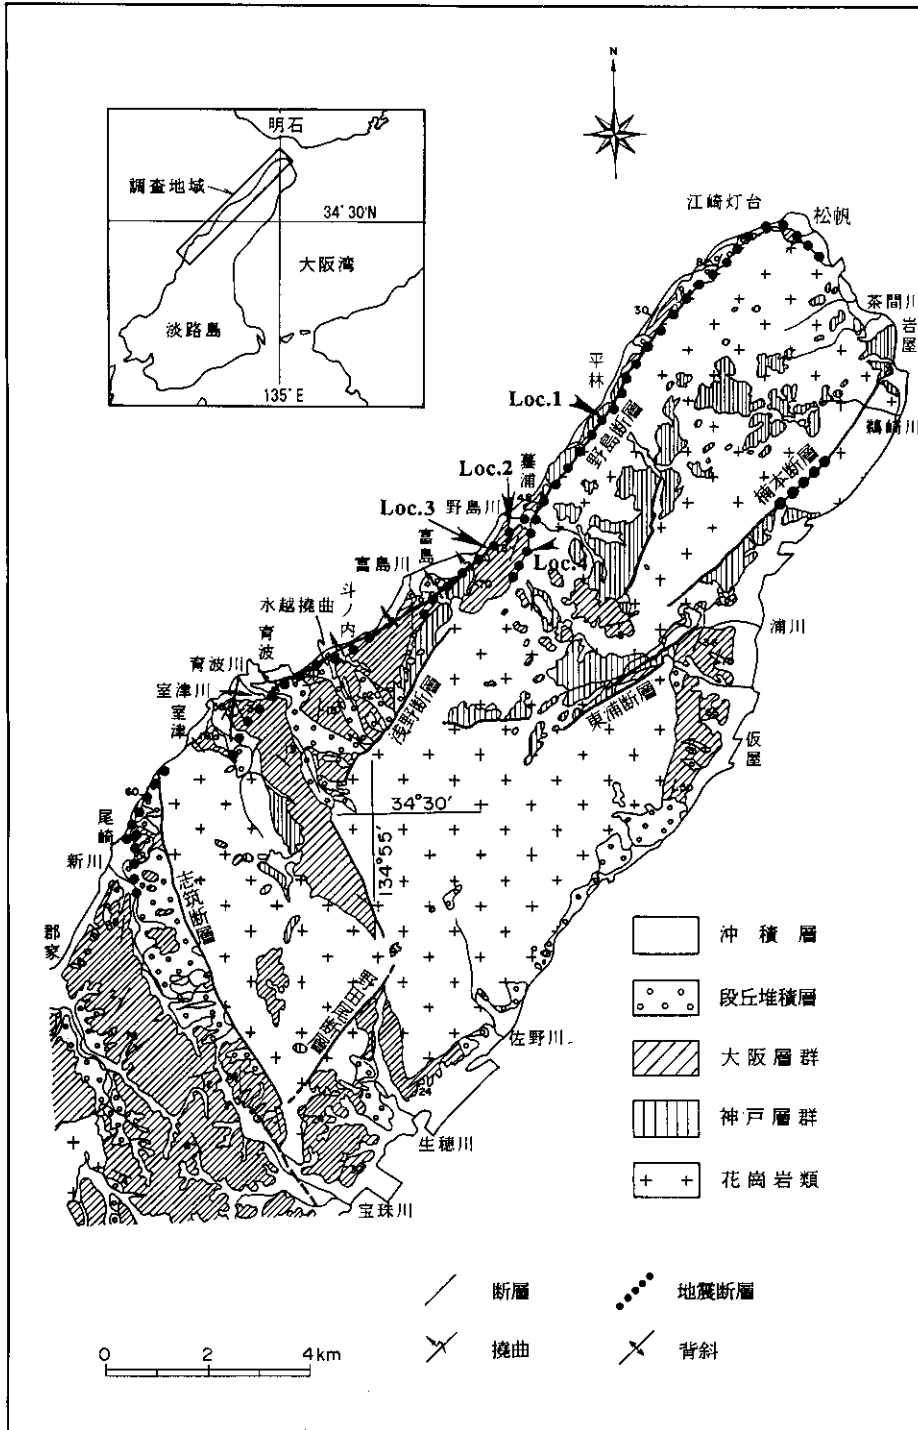 N
明石
調査地域
34°30′N
大阪湾
淡路島
135°E
江崎灯台
松帆
茶間川
岩屋
30
平林
Loc.1
野島断層
鵜崎川
楠本断層
Loc.2
蟇浦
Loc.3
野島川
富島
富島川
Loc.4
斗ノ内
水越撓曲
育波
育波川
室津川
室津
浅野断層
浦川
東浦断層
仮屋
34°30′
134°55′
60
尾崎
新川
志筑断層
郡家
野田尾断層
佐野川
24
生穂川
宝珠川
沖積層
段丘堆積層
大阪層群
神戸層群
花崗岩類
断層
地震断層
撓曲
背斜
0 2 4km